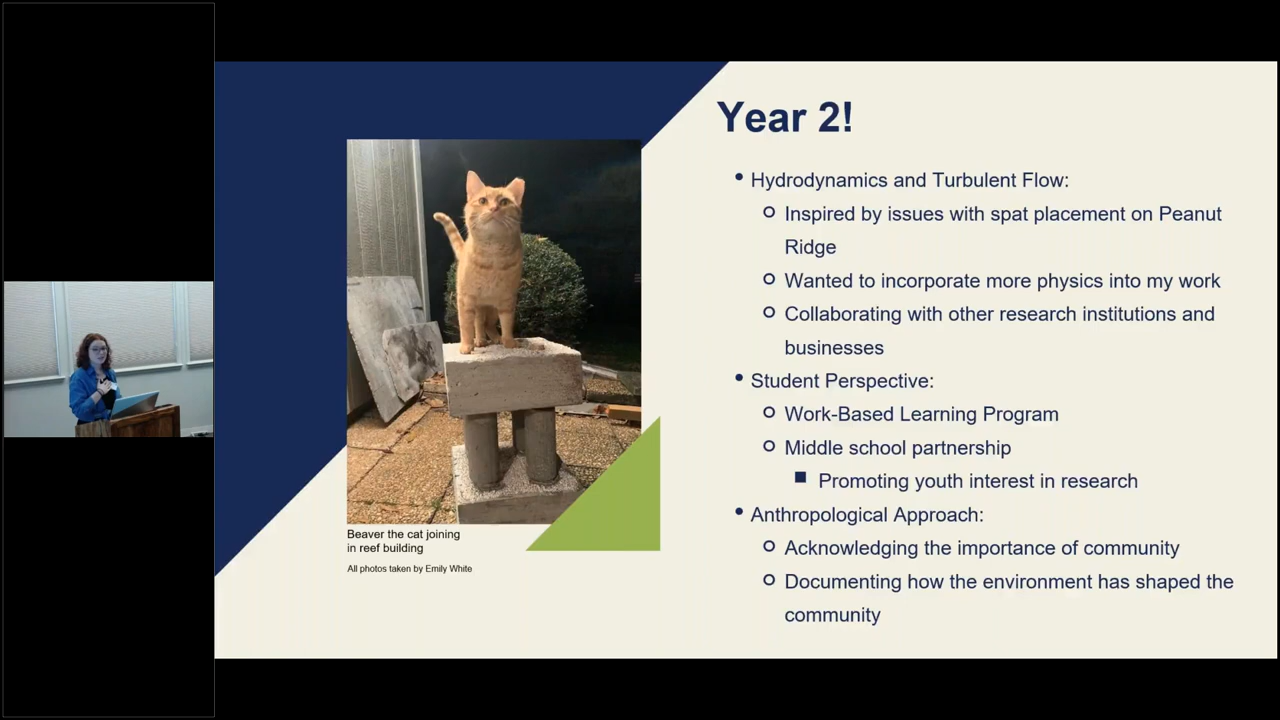 Year 2!
Hydrodynamics and Turbulent Flow:
Inspired by issues with spat placement on Peanut
Ridge
Wanted to incorporate more physics into my work
Collaborating with other research institutions and
businesses
Student Perspective:
Work-Based Learning Program
Middle school partnership
Promoting youth interest in research
Anthropological Approach:
Acknowledging the importance of community
Documenting how the environment has shaped the
community
Beaver the cat joining
in reef building
All photos taken by Emily White